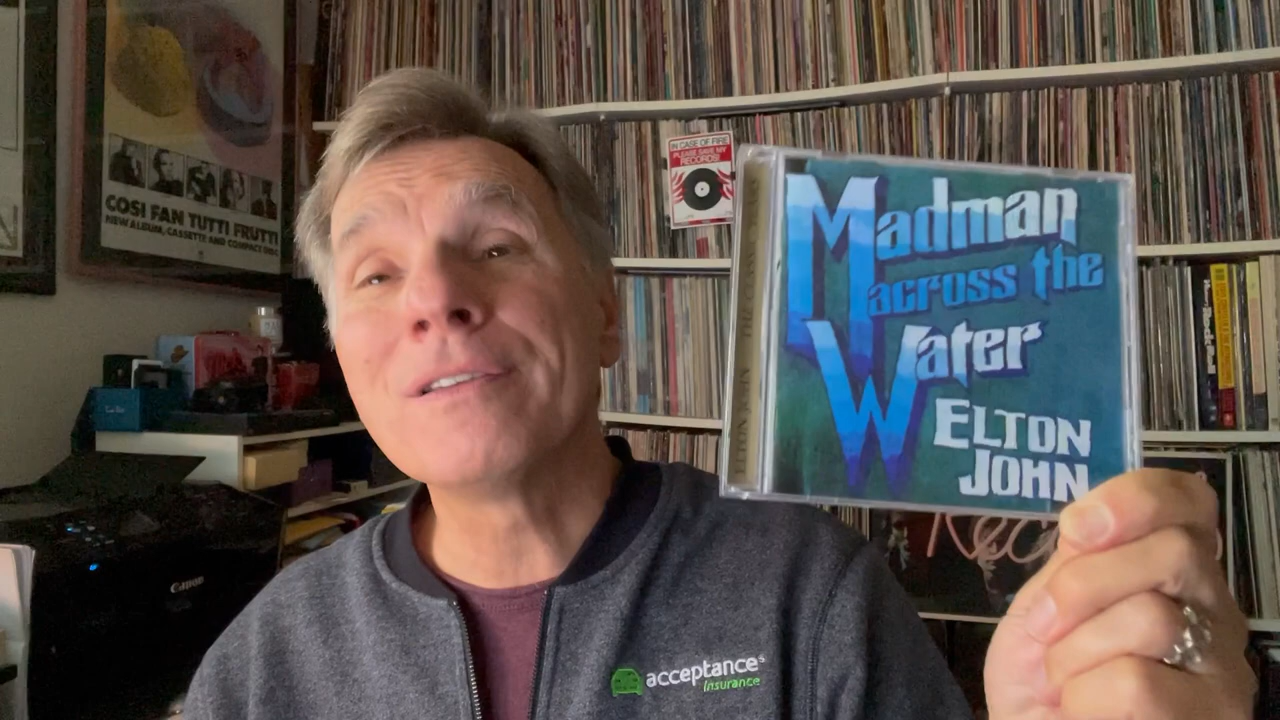 COSI FAN TUTTI FRUTTI
NEW ALBUM, CASSETTE AND COMPACT DISC
IN CASE OF FIRE
PLEASE SAVE MY
RECORDS!
Madman
across the
Water
ELTON
JOHN
ELTON JOHN
Canon
acceptance
insurance